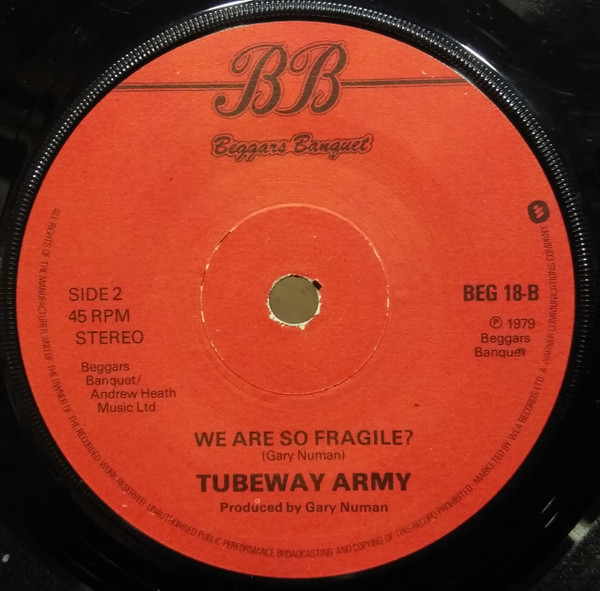 BB
Beggars Banquet
SIDE 2
45 RPM
STEREO
BEG 18-B
℗ 1979
Beggars
Banquet
Beggars
Banquet/
Andrew Heath
Music Ltd
WE ARE SO FRAGILE?
(Gary Numan)
TUBEWAY ARMY
Produced by Gary Numan
ALL RIGHTS OF THE MANUFACTURER AND OF THE OWNER OF THE RECORDED WORK RESERVED. UNAUTHORISED PUBLIC PERFORMANCE BROADCASTING AND COPYING OF THIS RECORD PROHIBITED. MARKETED BY WEA RECORDS LTD. A WARNER COMMUNICATIONS COMPANY